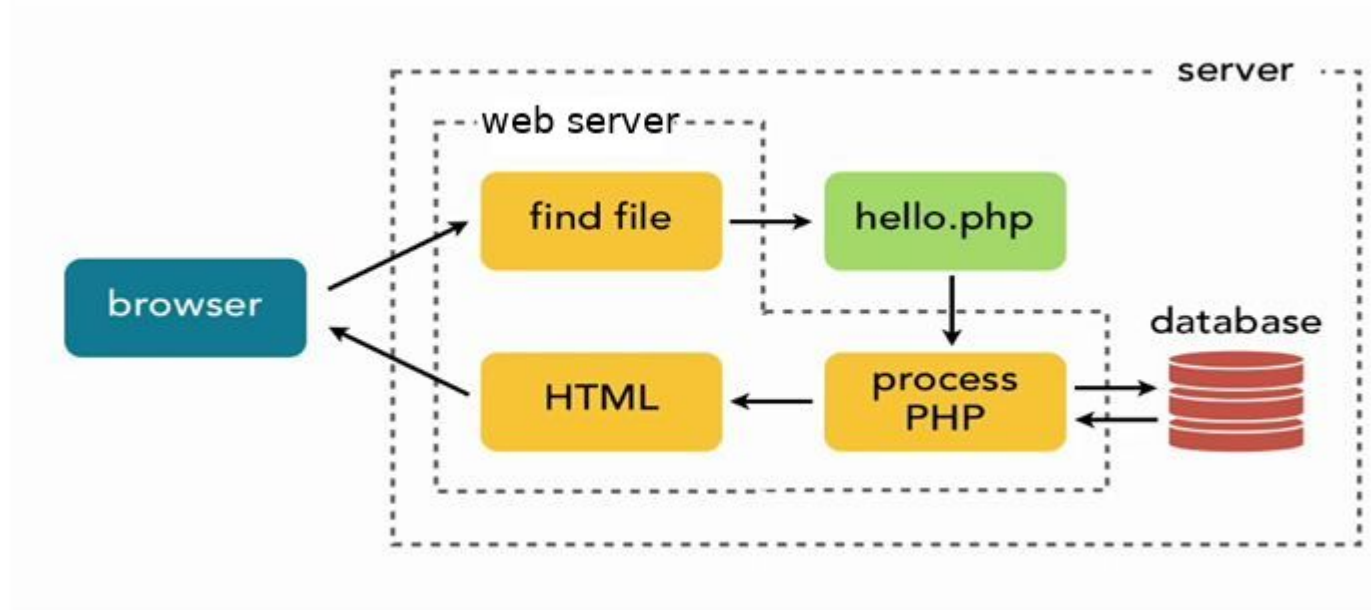 server
web server
find file
hello.php
browser
database
HTML
process
PHP